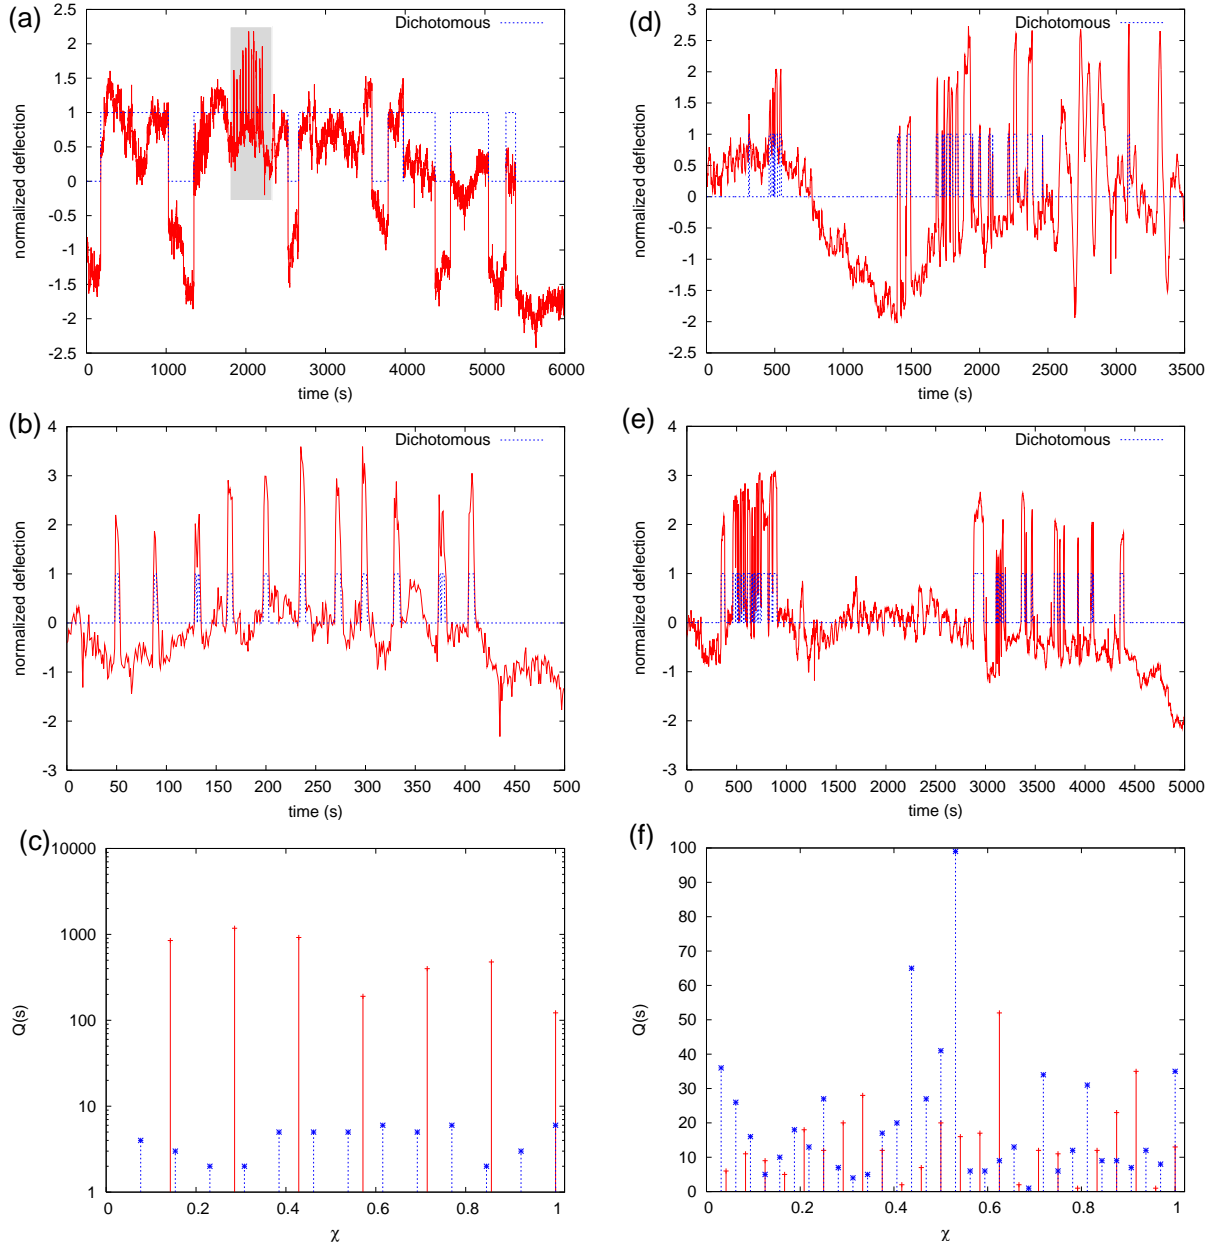 (a)
2.5
2
1.5
1
0.5
0
-0.5
-1
-1.5
-2
-2.5
normalized deflection
Dichotomous
0 1000 2000 3000 4000 5000 6000
time (s)
(d)
3
2.5
2
1.5
1
0.5
0
-0.5
-1
-1.5
-2
-2.5
normalized deflection
Dichotomous
0 500 1000 1500 2000 2500 3000 3500
time (s)
(b)
4
3
2
1
0
-1
-2
-3
normalized deflection
Dichotomous
0 50 100 150 200 250 300 350 400 450 500
time (s)
(e)
4
3
2
1
0
-1
-2
-3
normalized deflection
Dichotomous
0 500 1000 1500 2000 2500 3000 3500 4000 4500 5000
time (s)
(c)
10000
1000
100
10
1
Q(s)
0 0.2 0.4 0.6 0.8 1
χ
(f)
100
90
80
70
60
50
40
30
20
10
0
Q(s)
0 0.2 0.4 0.6 0.8 1
χ